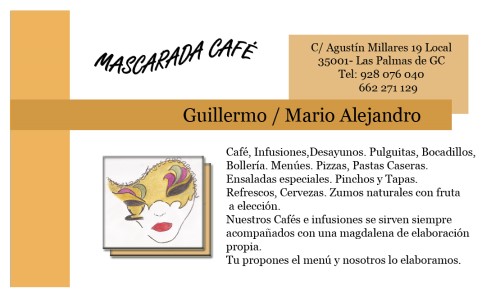 MASCARADA CAFÉ
C/ Agustín Millares 19 Local
35001- Las Palmas de GC
Tel: 928 076 040
662 271 129
Guillermo / Mario Alejandro
Café, Infusiones,Desayunos. Pulguitas, Bocadillos,
Bollería. Menúes. Pizzas, Pastas Caseras.
Ensaladas especiales. Pinchos y Tapas.
Refrescos, Cervezas. Zumos naturales con fruta
a elección.
Nuestros Cafés e infusiones se sirven siempre
acompañados con una magdalena de elaboración
propia.
Tu propones el menú y nosotros lo elaboramos.